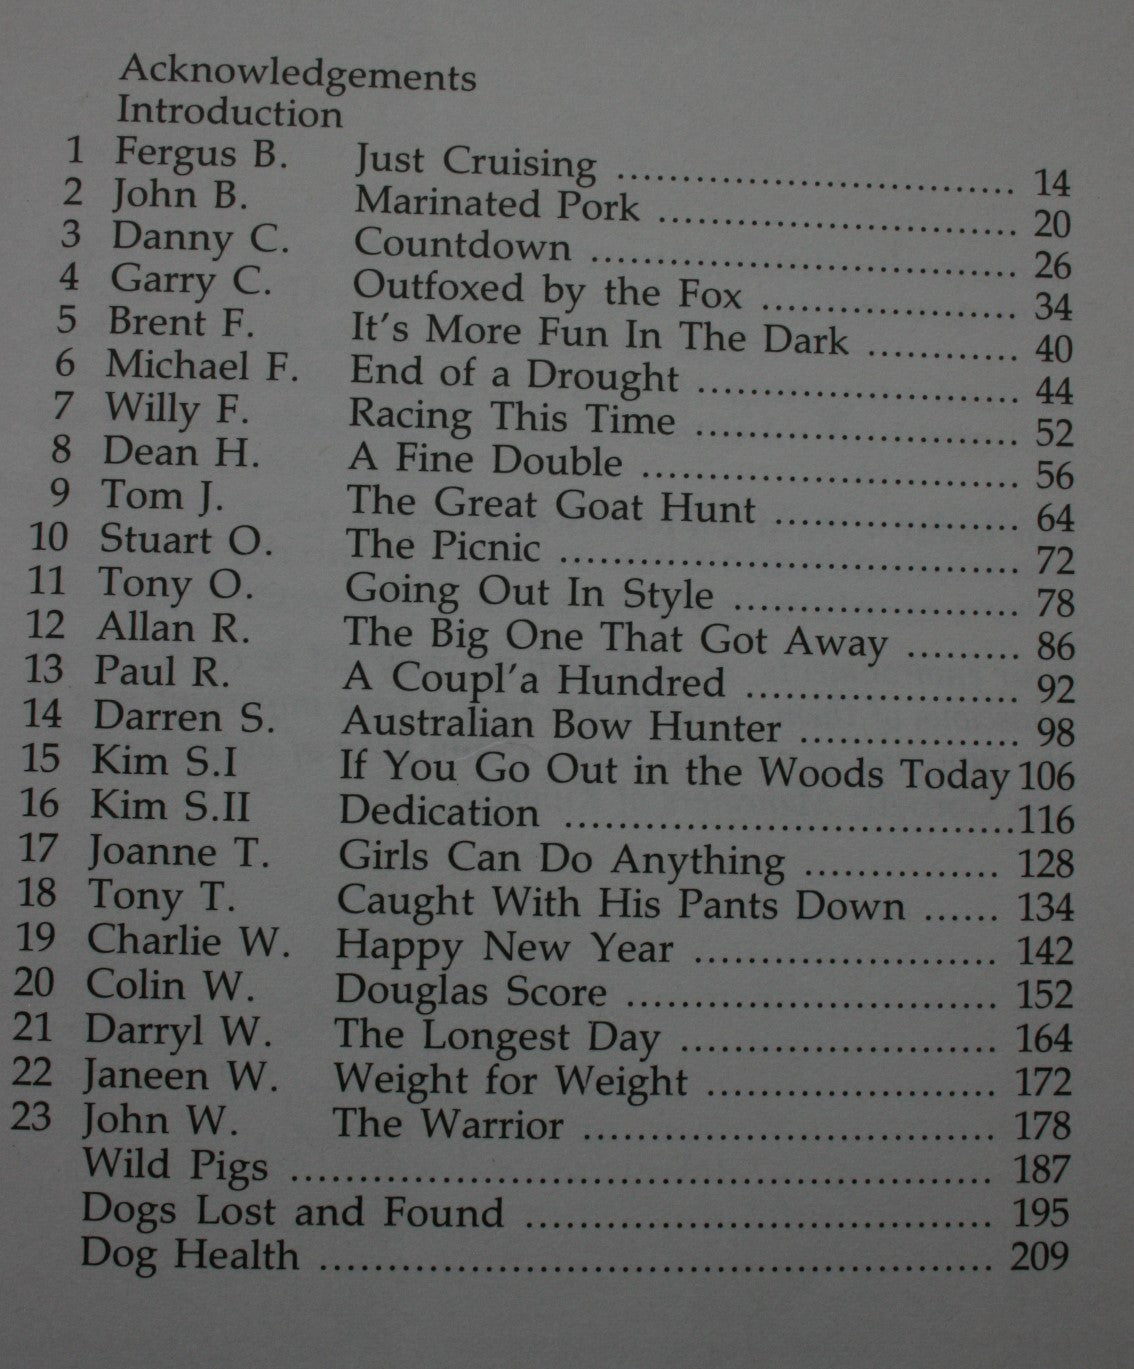 Acknowledgements
Introduction
1 Fergus B. Just Cruising ................................ 14
2 John B. Marinated Pork ............................. 20
3 Danny C. Countdown .................................. 26
4 Garry C. Outfoxed by the Fox .................... 34
5 Brent F. It's More Fun In The Dark ............ 40
6 Michael F. End of a Drought ......................... 44
7 Willy F. Racing This Time ......................... 52
8 Dean H. A Fine Double .............................. 56
9 Tom J. The Great Goat Hunt ................... 64
10 Stuart O. The Picnic ................................... 72
11 Tony O. Going Out In Style ...................... 78
12 Allan R. The Big One That Got Away ......... 86
13 Paul R. A Coupl'a Hundred ..................... 92
14 Darren S. Australian Bow Hunter ................. 98
15 Kim S.I If You Go Out in the Woods Today 106
16 Kim S.II Dedication ...................................116
17 Joanne T. Girls Can Do Anything ............... 128
18 Tony T. Caught With His Pants Down ...... 134
19 Charlie W. Happy New Year ....................... 142
20 Colin W. Douglas Score ............................ 152
21 Darryl W. The Longest Day ........................ 164
22 Janeen W. Weight for Weight ...................... 172
23 John W. The Warrior ............................... 178
Wild Pigs .................................................... 187
Dogs Lost and Found ................................... 195
Dog Health .................................................. 209